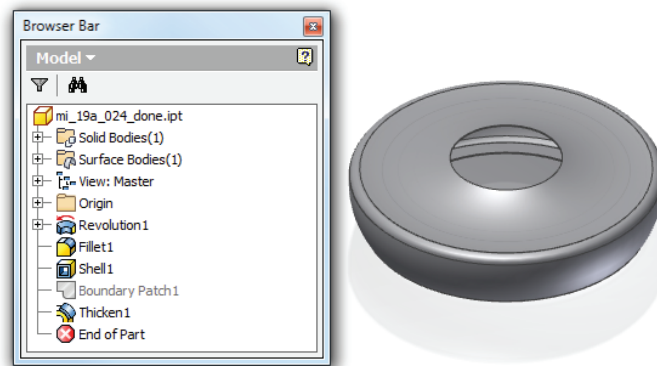 Browser Bar
Model
mi_19a_024_done.ipt
Solid Bodies(1)
Surface Bodies(1)
View: Master
Origin
Revolution1
Fillet1
Shell1
Boundary Patch1
Thicken1
End of Part